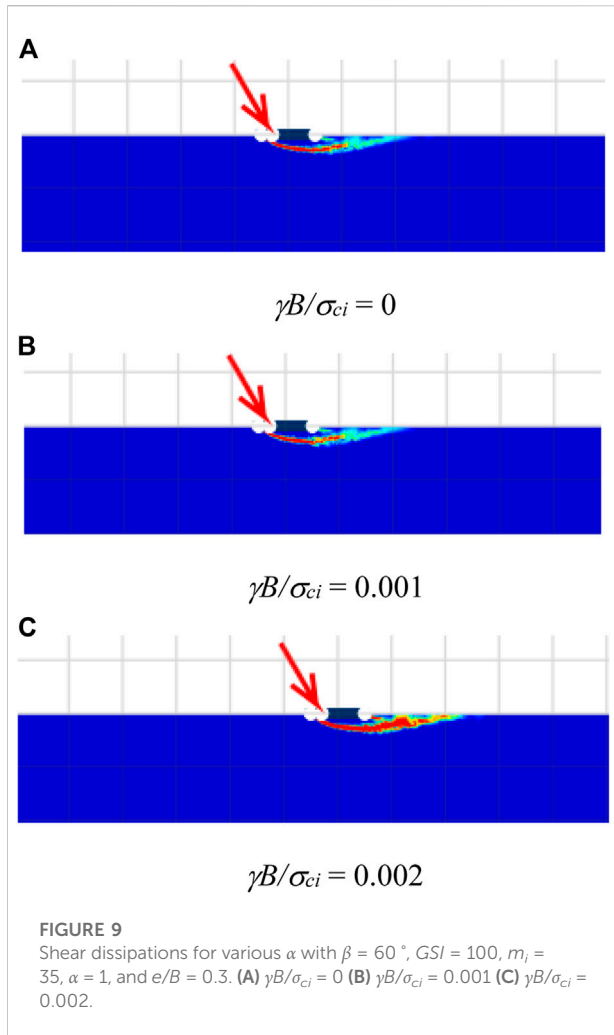 A
γB/σci = 0
B
γB/σci = 0.001
C
γB/σci = 0.002
FIGURE 9
Shear dissipations for various α with β = 60 °, GSI = 100, mi =
35, α = 1, and e/B = 0.3. (A) γB/σci = 0 (B) γB/σci = 0.001 (C) γB/σci =
0.002.